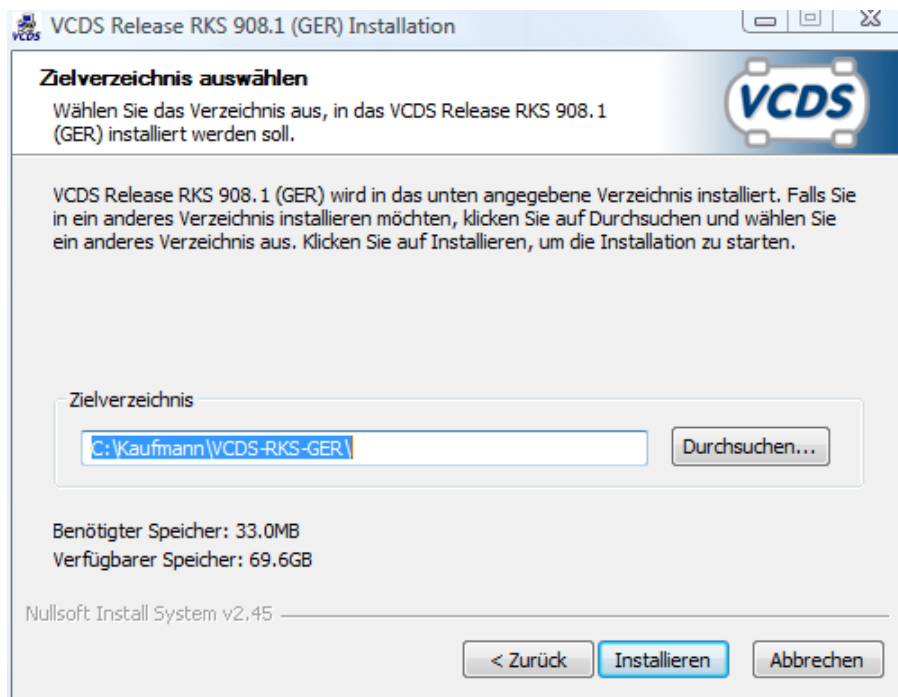 VCDS
VCDS Release RKS 908.1 (GER) Installation
Zielverzeichnis auswählen
Wählen Sie das Verzeichnis aus, in das VCDS Release RKS 908.1
(GER) installiert werden soll.
VCDS
VCDS Release RKS 908.1 (GER) wird in das unten angegebene Verzeichnis installiert. Falls Sie
in ein anderes Verzeichnis installieren möchten, klicken Sie auf Durchsuchen und wählen Sie
ein anderes Verzeichnis aus. Klicken Sie auf Installieren, um die Installation zu starten.
Zielverzeichnis
C:\Kaufmann\VCDS-RKS-GER\
Durchsuchen...
Benötigter Speicher: 33.0MB
Verfügbarer Speicher: 69.6GB
Nullsoft Install System v2.45
< Zurück
Installieren
Abbrechen